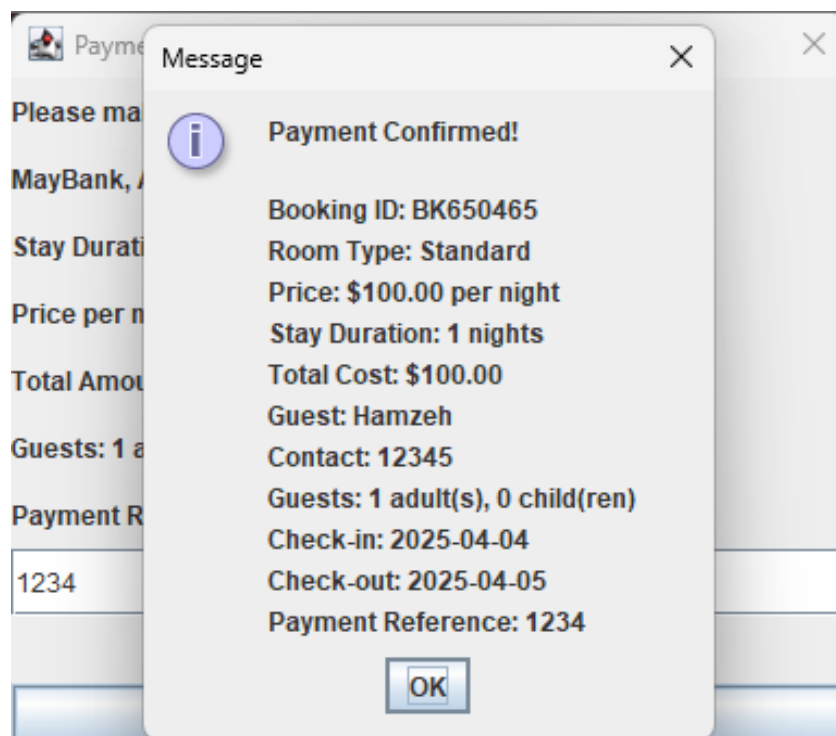 Payme
Message
Please ma
MayBank,
Stay Durati
Price per n
Total Amou
Guests: 1 a
Payment R
1234
Payment Confirmed!
Booking ID: BK650465
Room Type: Standard
Price: $100.00 per night
Stay Duration: 1 nights
Total Cost: $100.00
Guest: Hamzeh
Contact: 12345
Guests: 1 adult(s), 0 child(ren)
Check-in: 2025-04-04
Check-out: 2025-04-05
Payment Reference: 1234
OK